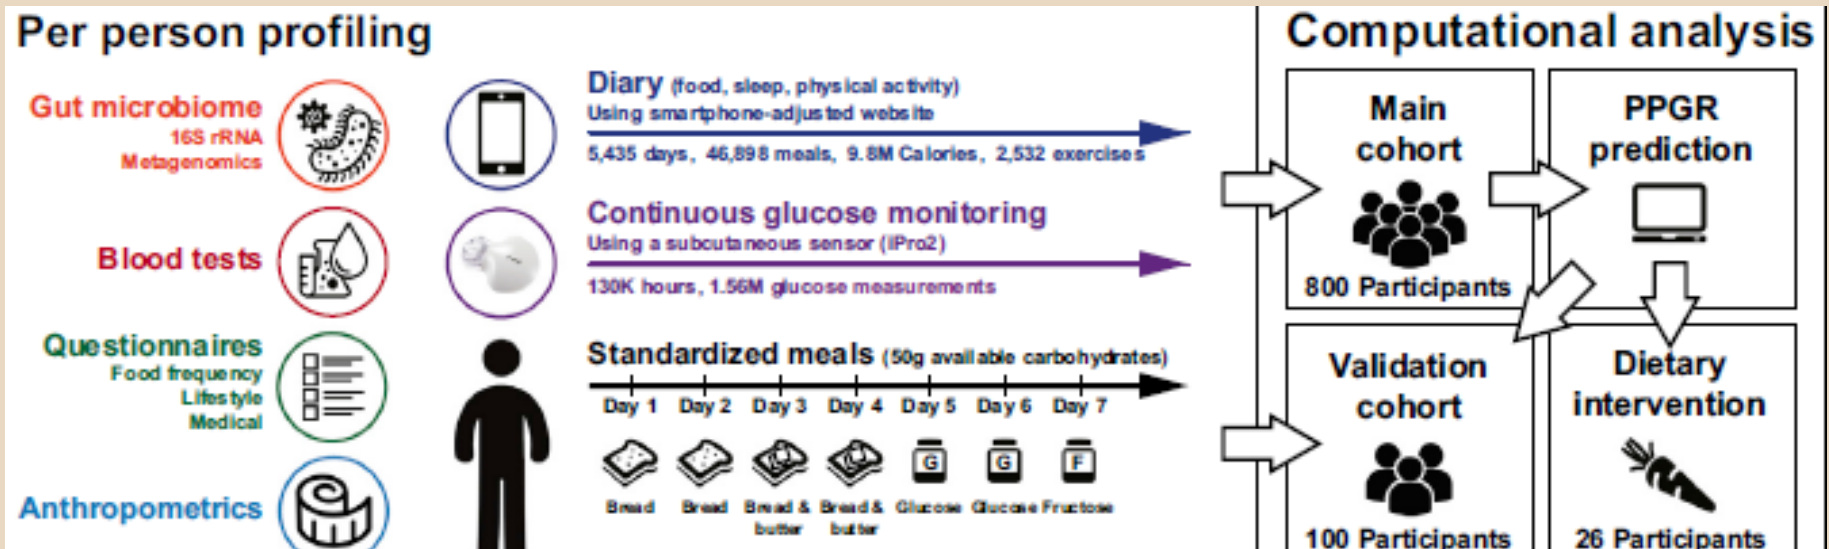 Per person profiling
Gut microbiome
16S rRNA
Metagenomics
Blood tests
Questionnaires
Food frequency
Lifestyle
Medical
Anthropometrics
Diary (food, sleep, physical activity)
Using smartphone-adjusted website
5,435 days, 46,898 meals, 9.8M Calories, 2,532 exercises
Continuous glucose monitoring
Using a subcutaneous sensor (iPro2)
130K hours, 1.56M glucose measurements
Standardized meals (50g available carbohydrates)
Day 1 Day 2 Day 3 Day 4 Day 5 Day 6 Day 7
G G F
Bread Bread Bread & Bread & Glucose Glucose Fructose
butter butter
Computational analysis
Main
cohort
800 Participants
PPGR
prediction
Validation
cohort
100 Participants
Dietary
intervention
26 Participants